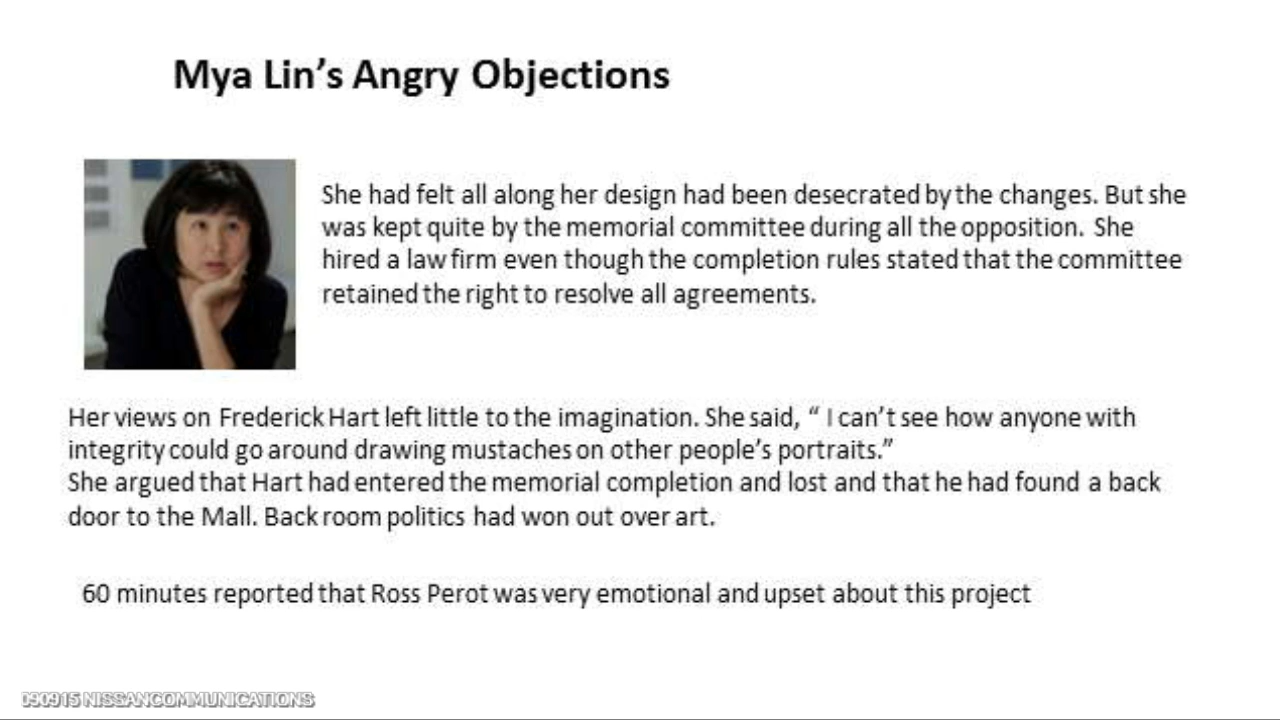 Mya Lin’s Angry Objections
She had felt all along her design had been desecrated by the changes. But she
was kept quite by the memorial committee during all the opposition. She
hired a law firm even though the completion rules stated that the committee
retained the right to resolve all agreements.
Her views on Frederick Hart left little to the imagination. She said, “ I can’t see how anyone with
integrity could go around drawing mustaches on other people’s portraits.”
She argued that Hart had entered the memorial completion and lost and that he had found a back
door to the Mall. Back room politics had won out over art.
60 minutes reported that Ross Perot was very emotional and upset about this project
090915 NISSANCOMMUNICATIONS